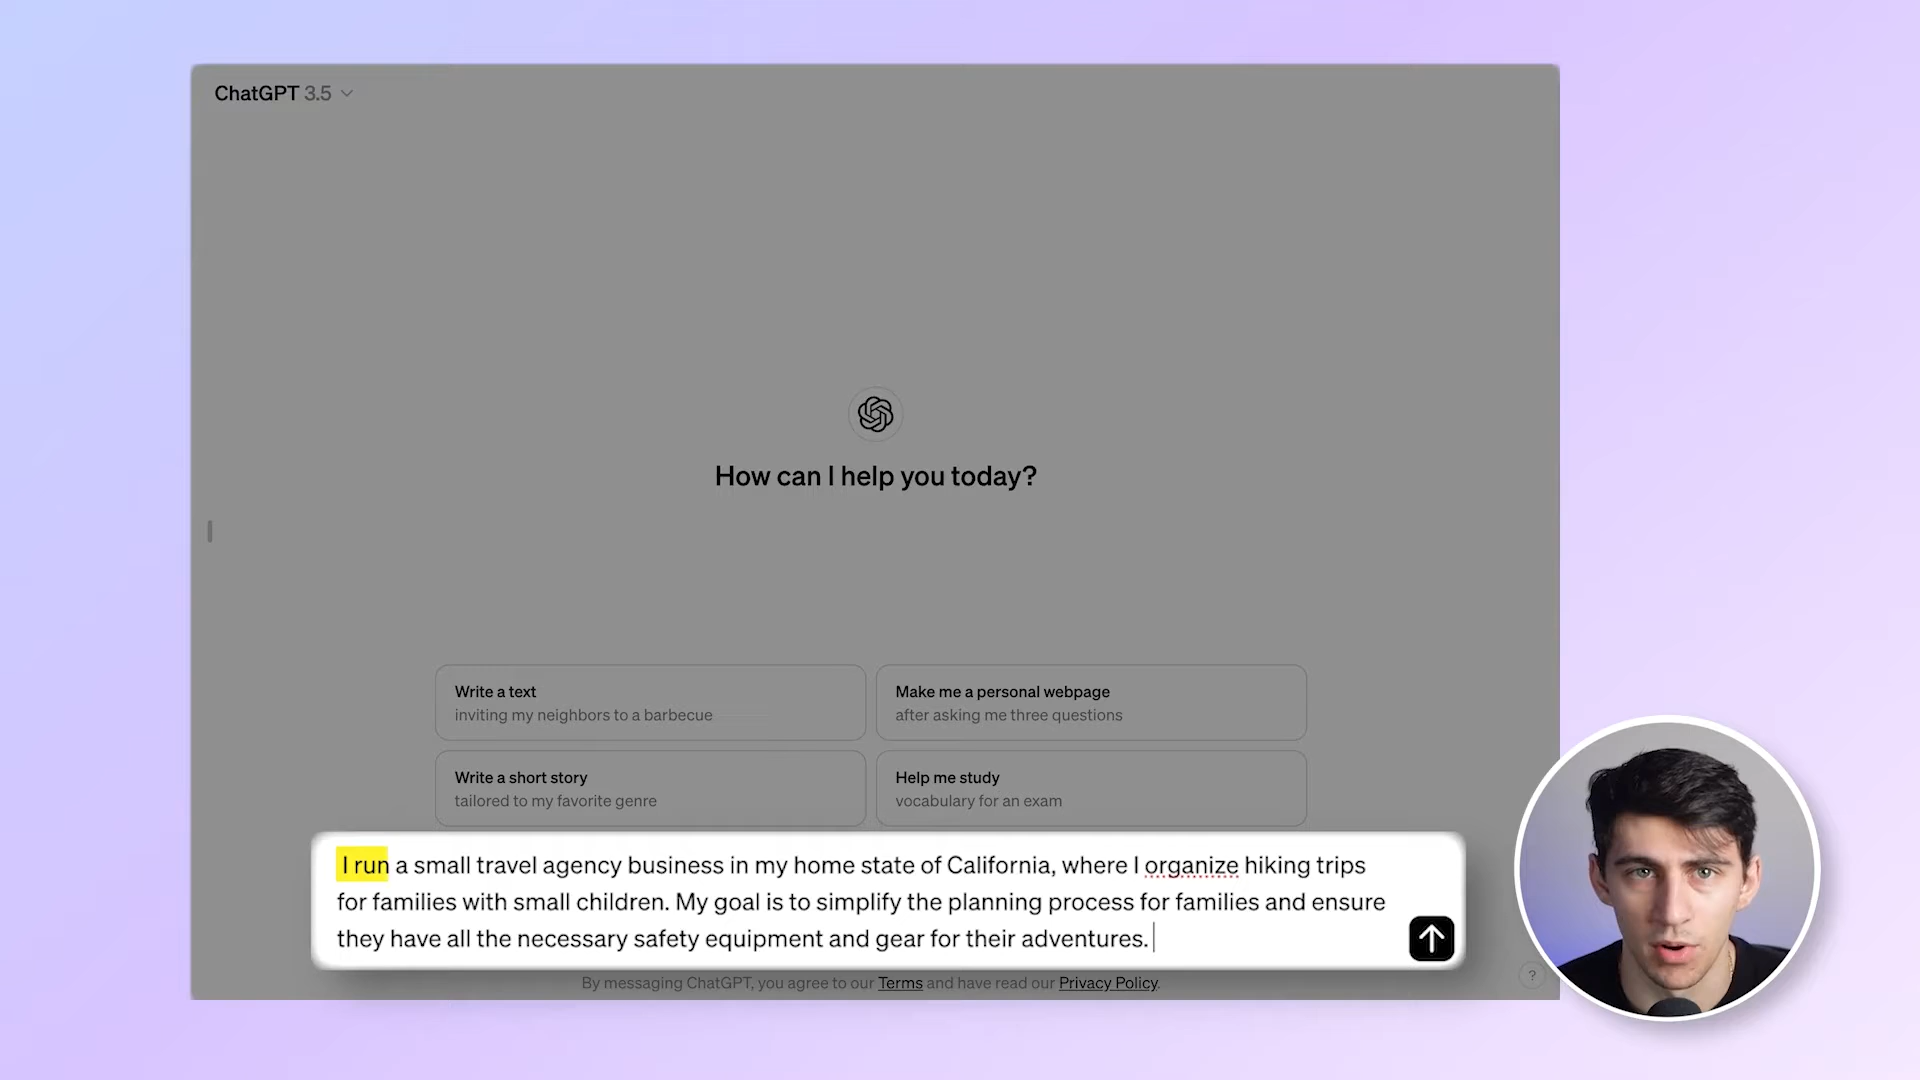 ChatGPT 3.5
How can I help you today?
Write a text
inviting my neighbors to a barbecue
Make me a personal webpage
after asking me three questions
Write a short story
tailored to my favorite genre
Help me study
vocabulary for an exam
I run a small travel agency business in my home state of California, where I organize hiking trips
for families with small children. My goal is to simplify the planning process for families and ensure
they have all the necessary safety equipment and gear for their adventures.
By messaging ChatGPT, you agree to our Terms and have read our Privacy Policy.
?